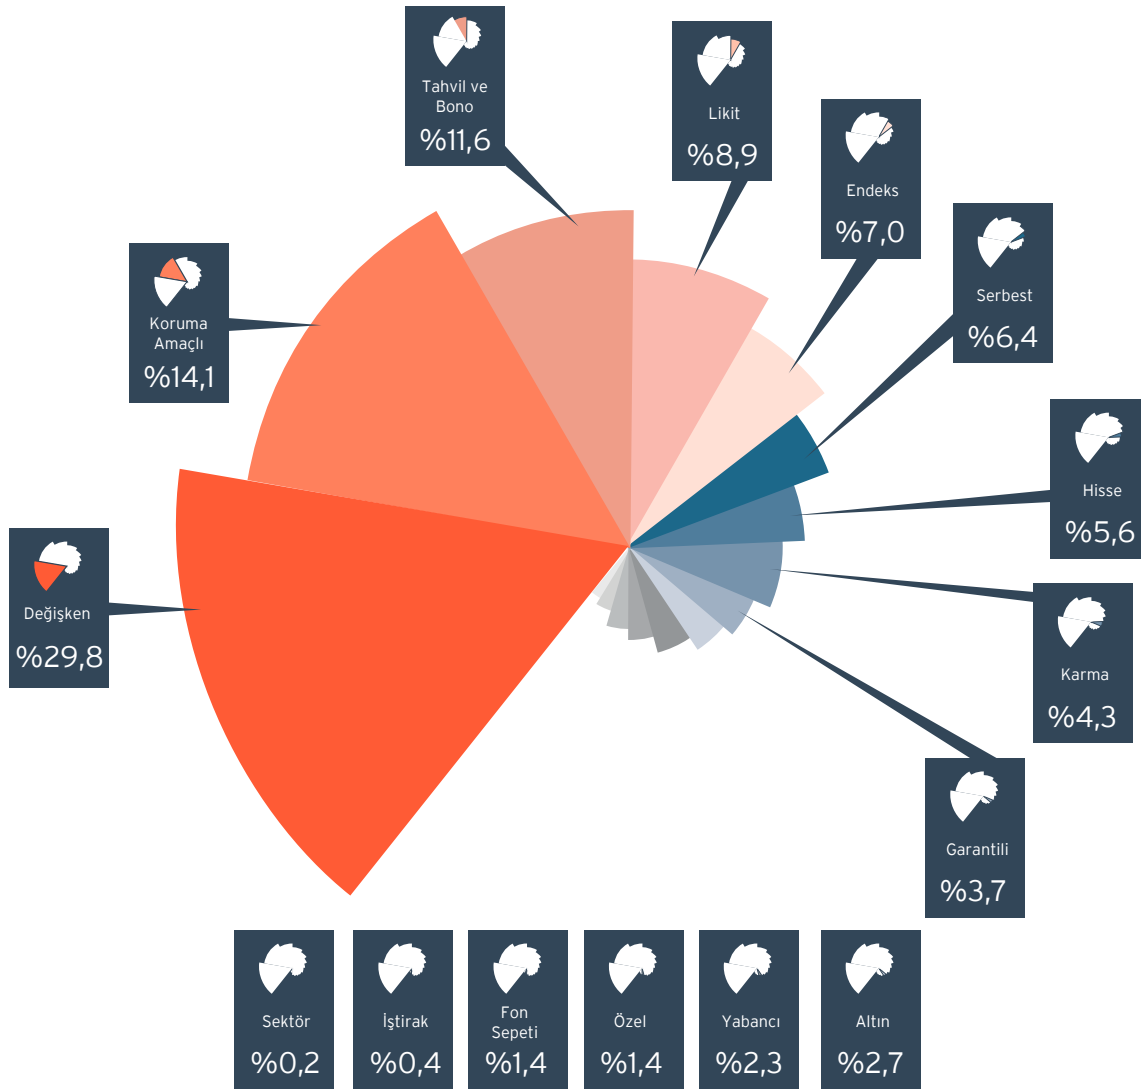 Tahvil ve
Bono
%11,6
Likit
%8,9
Endeks
%7,0
Serbest
%6,4
Koruma
Amaçlı
%14,1
Hisse
%5,6
Değişken
%29,8
Karma
%4,3
Garantili
%3,7
Sektör
%0,2
İştirak
%0,4
Fon
Sepeti
%1,4
Özel
%1,4
Yabancı
%2,3
Altın
%2,7